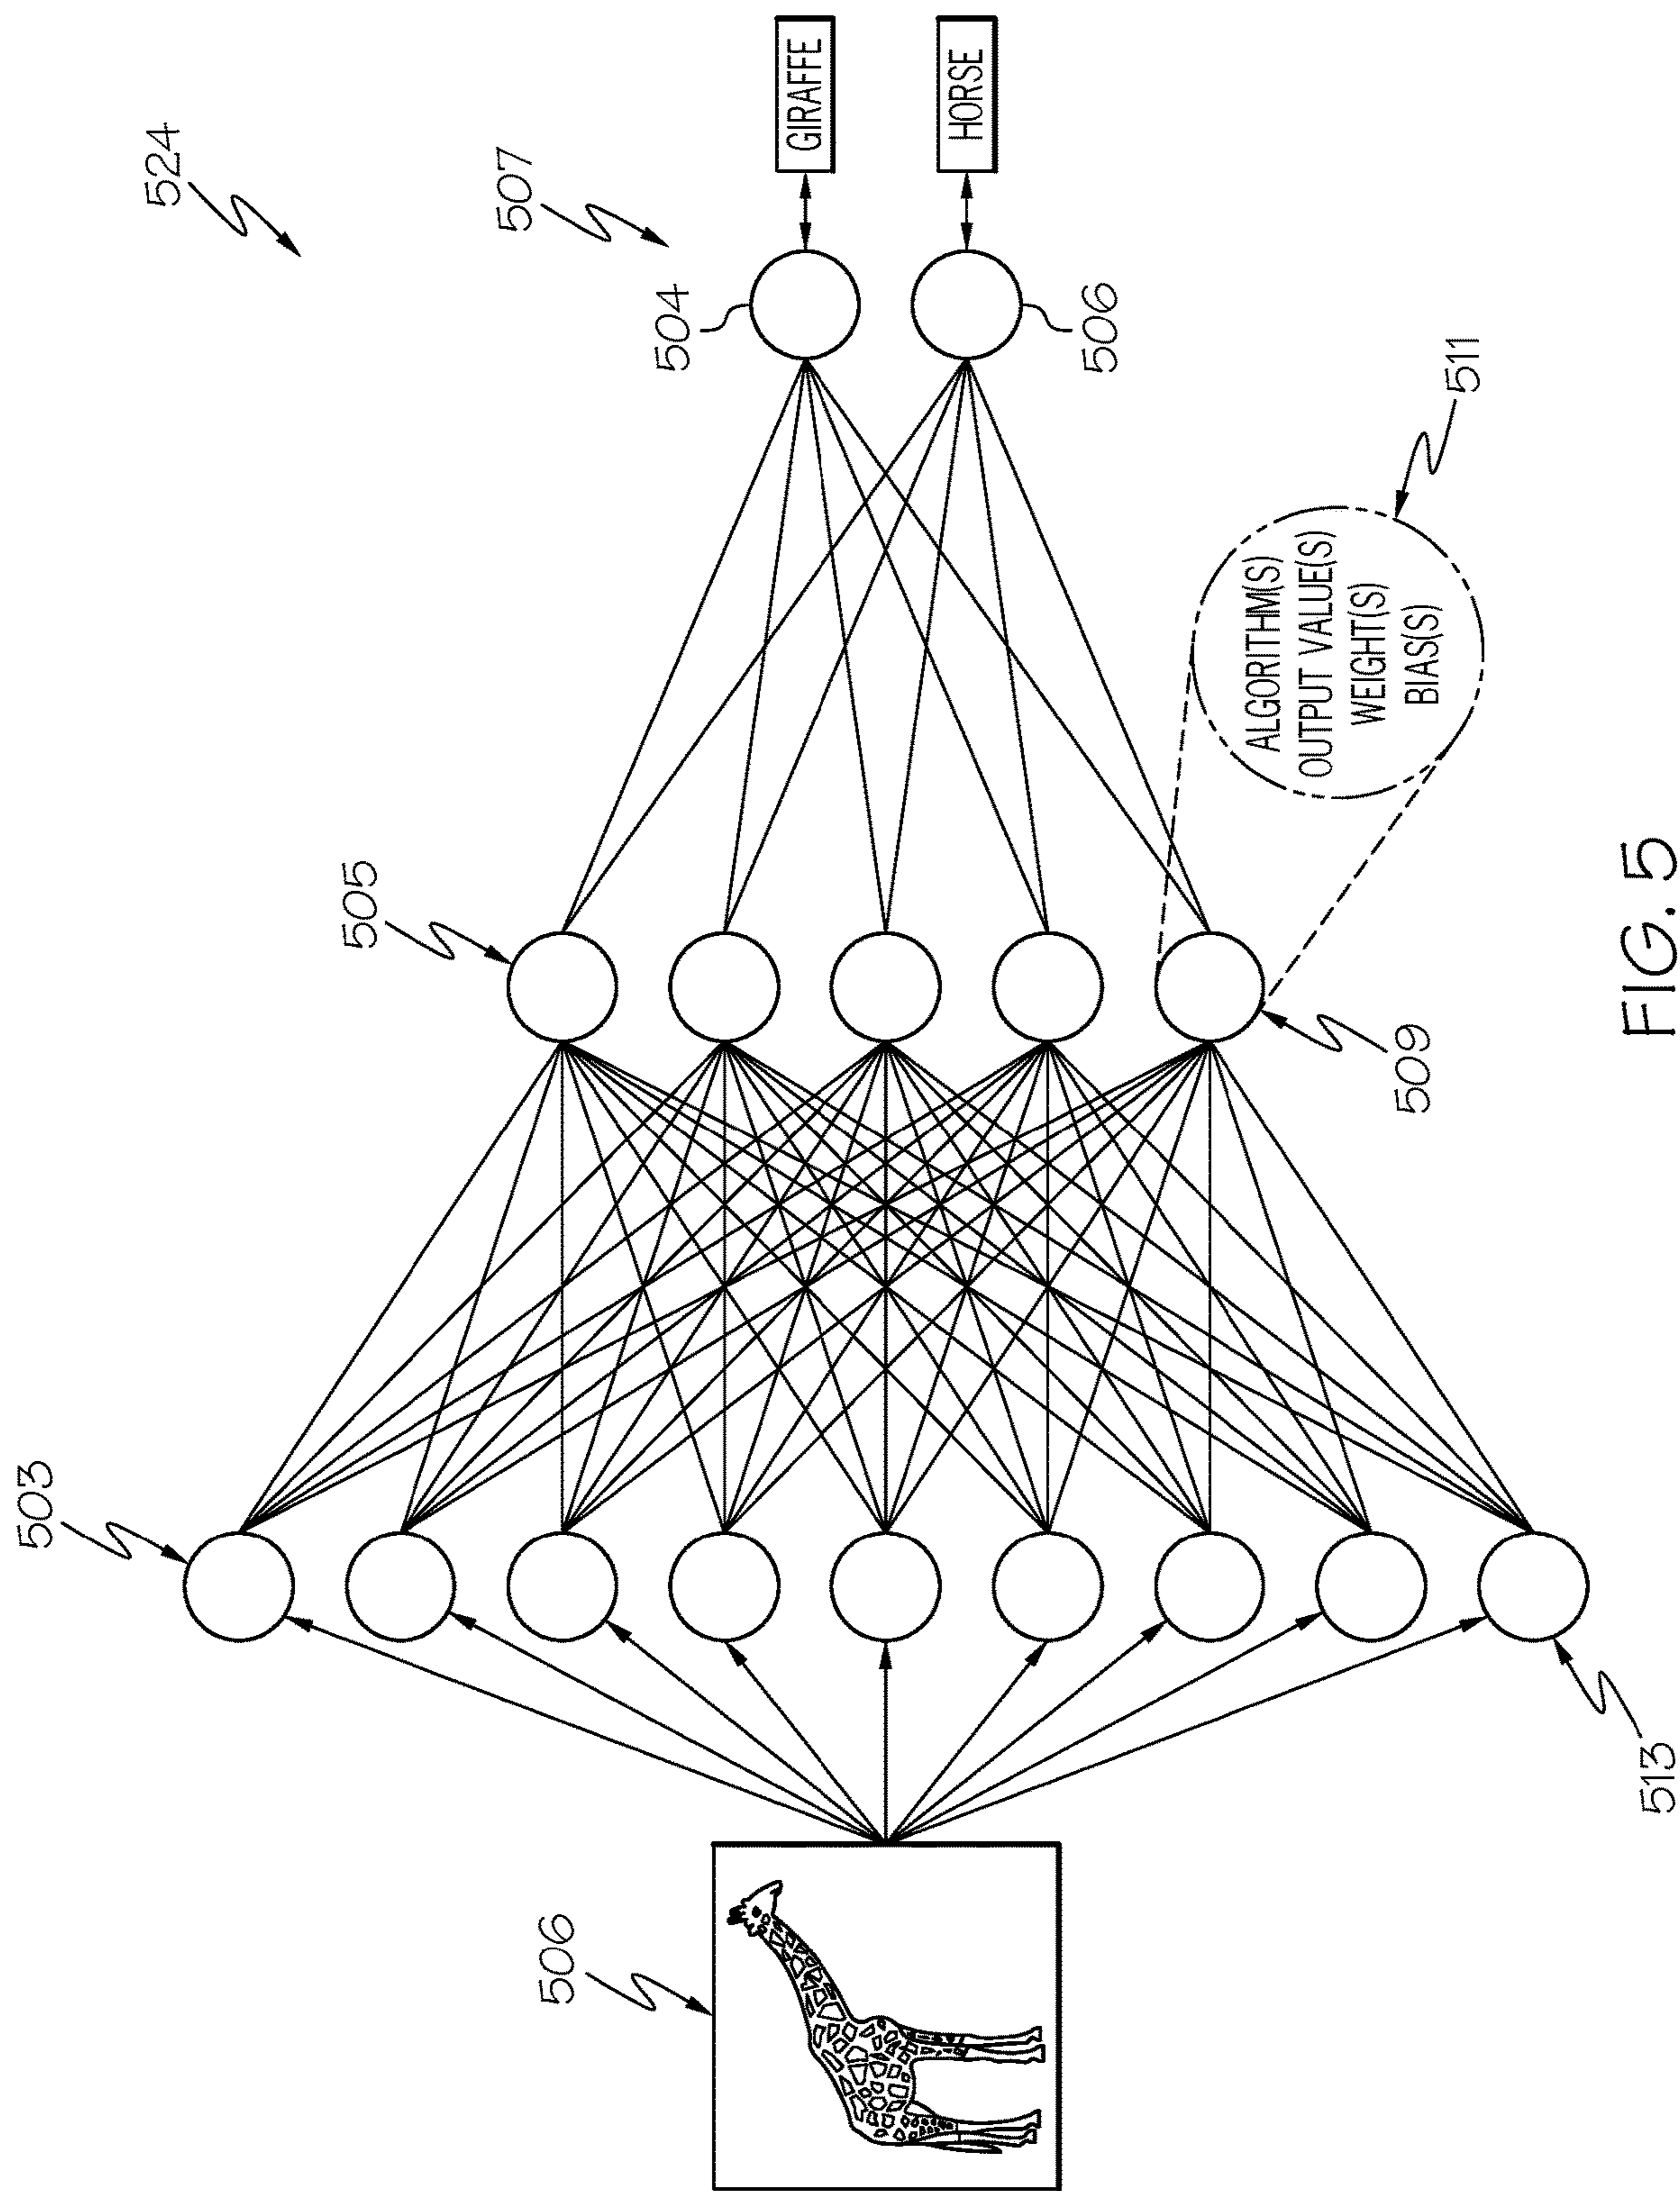 524
507
GIRAFFE
HORSE
504
506
505
503
511
ALGORITHM(S)
OUTPUT VALUE(S)
WEIGHT(S)
BIAS(S)
509
506
513
FIG. 5